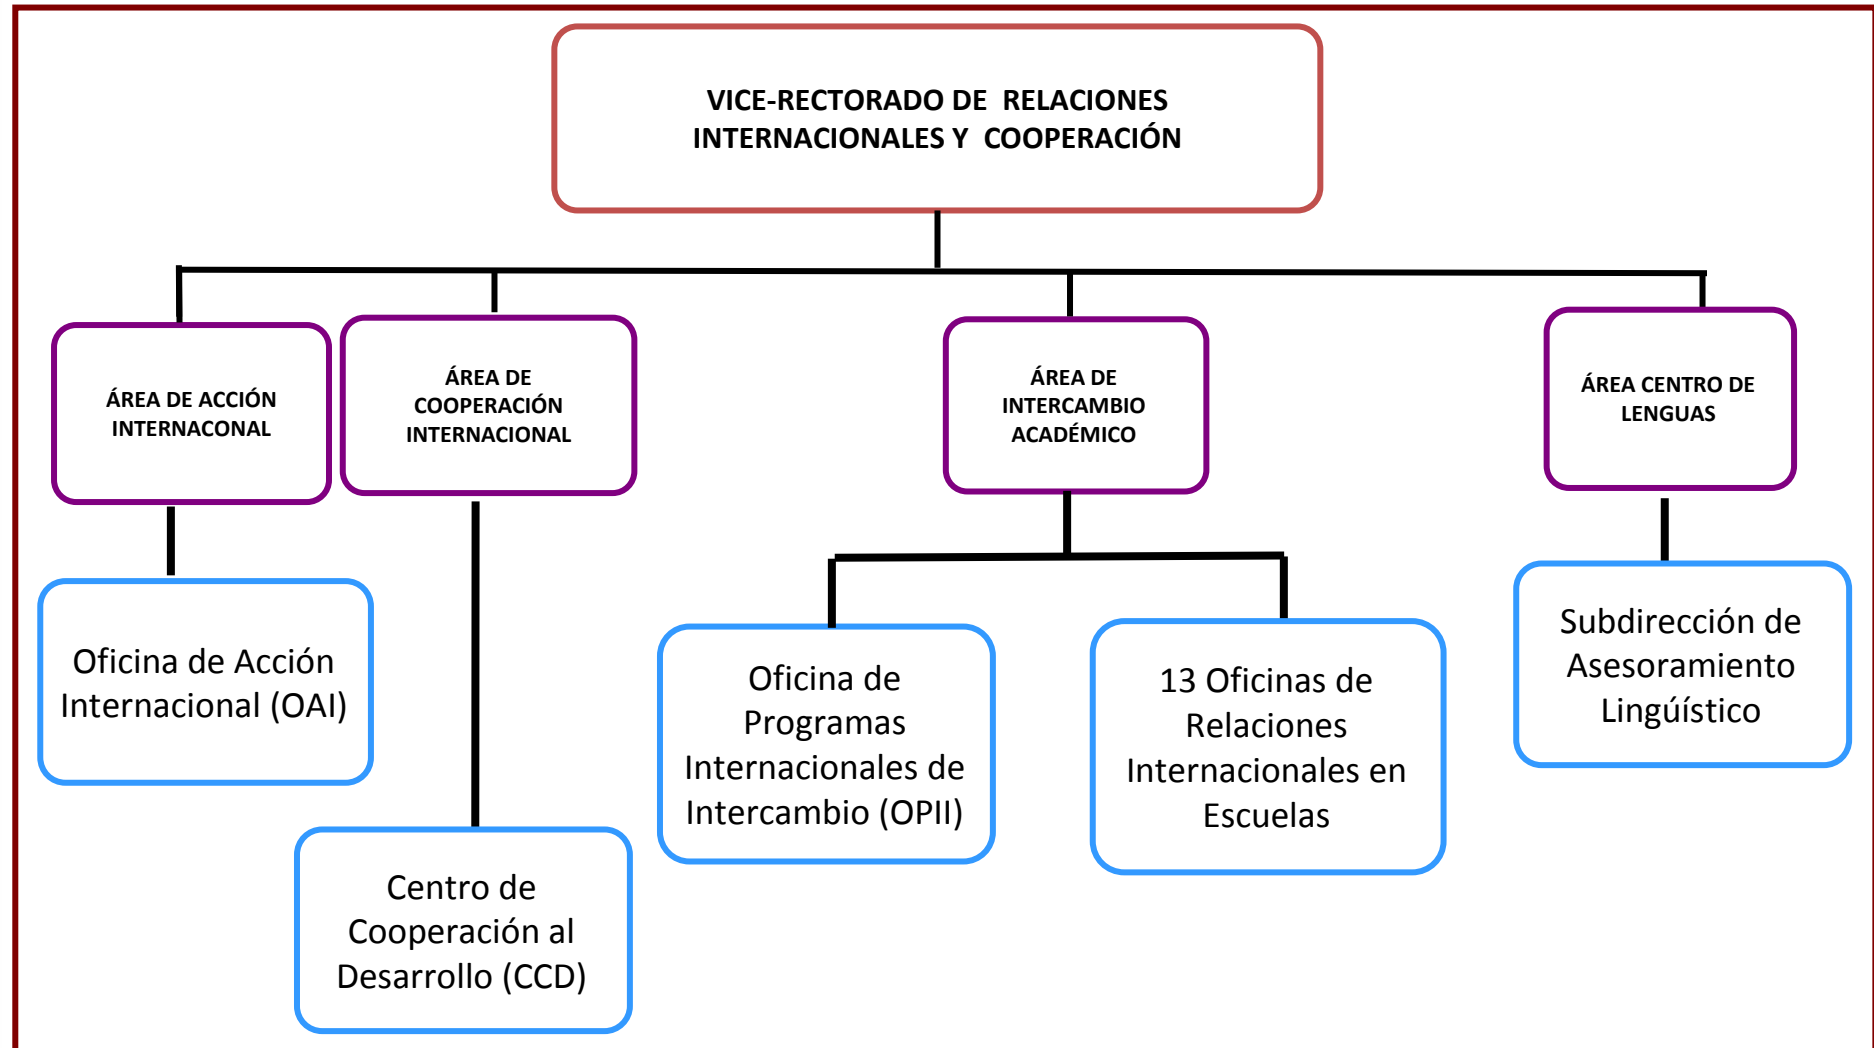 VICE-RECTORADO DE RELACIONES
INTERNACIONALES Y COOPERACIÓN
ÁREA DE ACCIÓN
INTERNACONAL
ÁREA DE
COOPERACIÓN
INTERNACIONAL
ÁREA DE
INTERCAMBIO
ACADÉMICO
ÁREA CENTRO DE
LENGUAS
Oficina de Acción
Internacional (OAI)
Centro de
Cooperación al
Desarrollo (CCD)
Oficina de
Programas
Internacionales de
Intercambio (OPII)
13 Oficinas de
Relaciones
Internacionales en
Escuelas
Subdirección de
Asesoramiento
Lingúístico